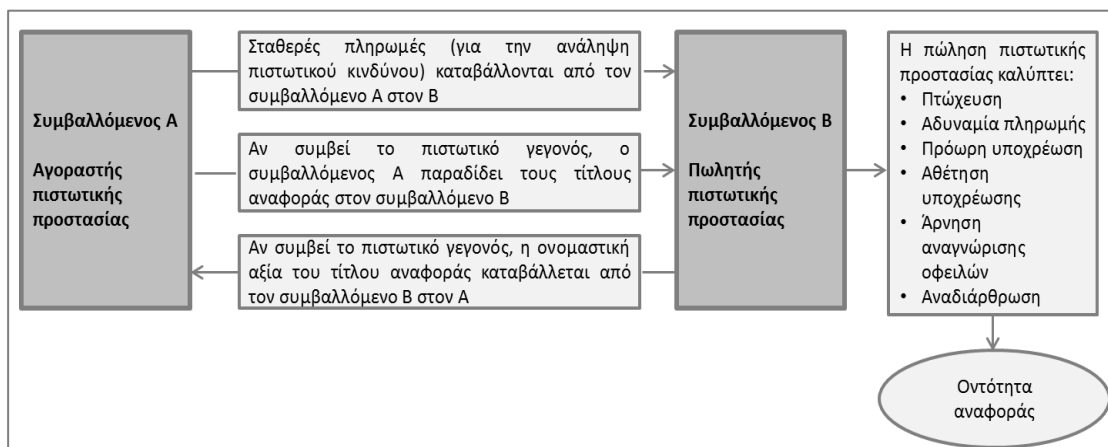 Συμβαλλόμενος Α
Αγοραστής
πιστωτικής
προστασίας
Σταθερές πληρωμές (για την ανάληψη
πιστωτικού κινδύνου) καταβάλλονται από τον
συμβαλλόμενο Α στον Β
Αν συμβεί το πιστωτικό γεγονός, ο
συμβαλλόμενος Α παραδίδει τους τίτλους
αναφοράς στον συμβαλλόμενο Β
Αν συμβεί το πιστωτικό γεγονός, η ονομαστική
αξία του τίτλου αναφοράς καταβάλλεται από
τον συμβαλλόμενο Β στον Α
Συμβαλλόμενος Β
Πωλητής
πιστωτικής
προστασίας
Η πώληση πιστωτικής
προστασίας καλύπτει:
• Πτώχευση
• Αδυναμία πληρωμής
• Πρόωρη υποχρέωση
• Αθέτηση
υποχρέωσης
• Άρνηση
αναγνώρισης
οφειλών
• Αναδιάρθρωση
Οντότητα
αναφοράς